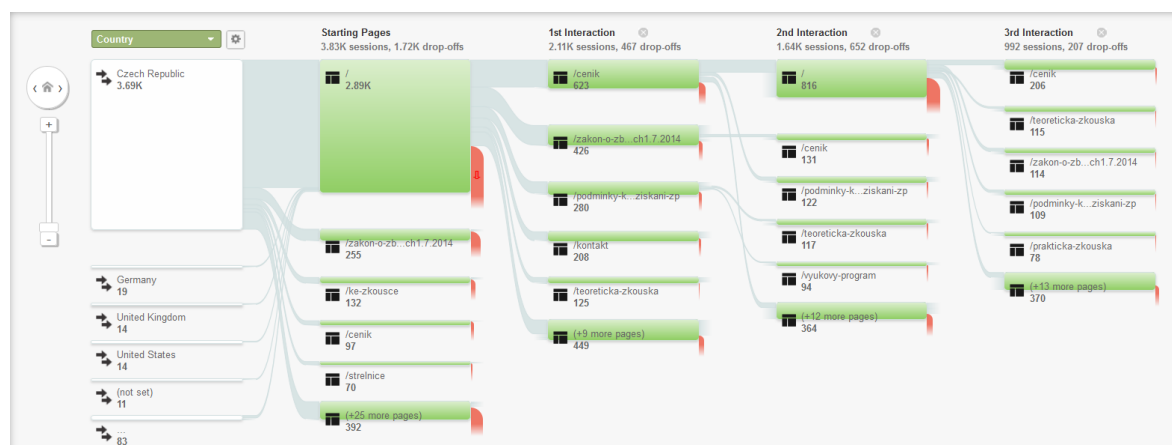 Country
Czech Republic
3.69K
Germany
19
United Kingdom
14
United States
14
(not set)
11
...
83
+
-
Starting Pages
3.83K sessions, 1.72K drop-offs
/
2.89K
/zakon-o-zb...ch1.7.2014
255
/ke-zkousce
132
/cenik
97
/strelnice
70
(+25 more pages)
392
1st Interaction
2.11K sessions, 467 drop-offs
/cenik
623
/zakon-o-zb...ch1.7.2014
426
/podminky-k...ziskani-zp
280
/kontakt
208
/teoreticka-zkouska
125
(+9 more pages)
449
2nd Interaction
1.64K sessions, 652 drop-offs
/
816
/cenik
131
/podminky-k...ziskani-zp
122
/teoreticka-zkouska
117
/vyukovy-program
94
(+12 more pages)
364
3rd Interaction
992 sessions, 207 drop-offs
/cenik
206
/teoreticka-zkouska
115
/zakon-o-zb...ch1.7.2014
114
/podminky-k...ziskani-zp
109
/prakticka-zkouska
78
(+13 more pages)
370